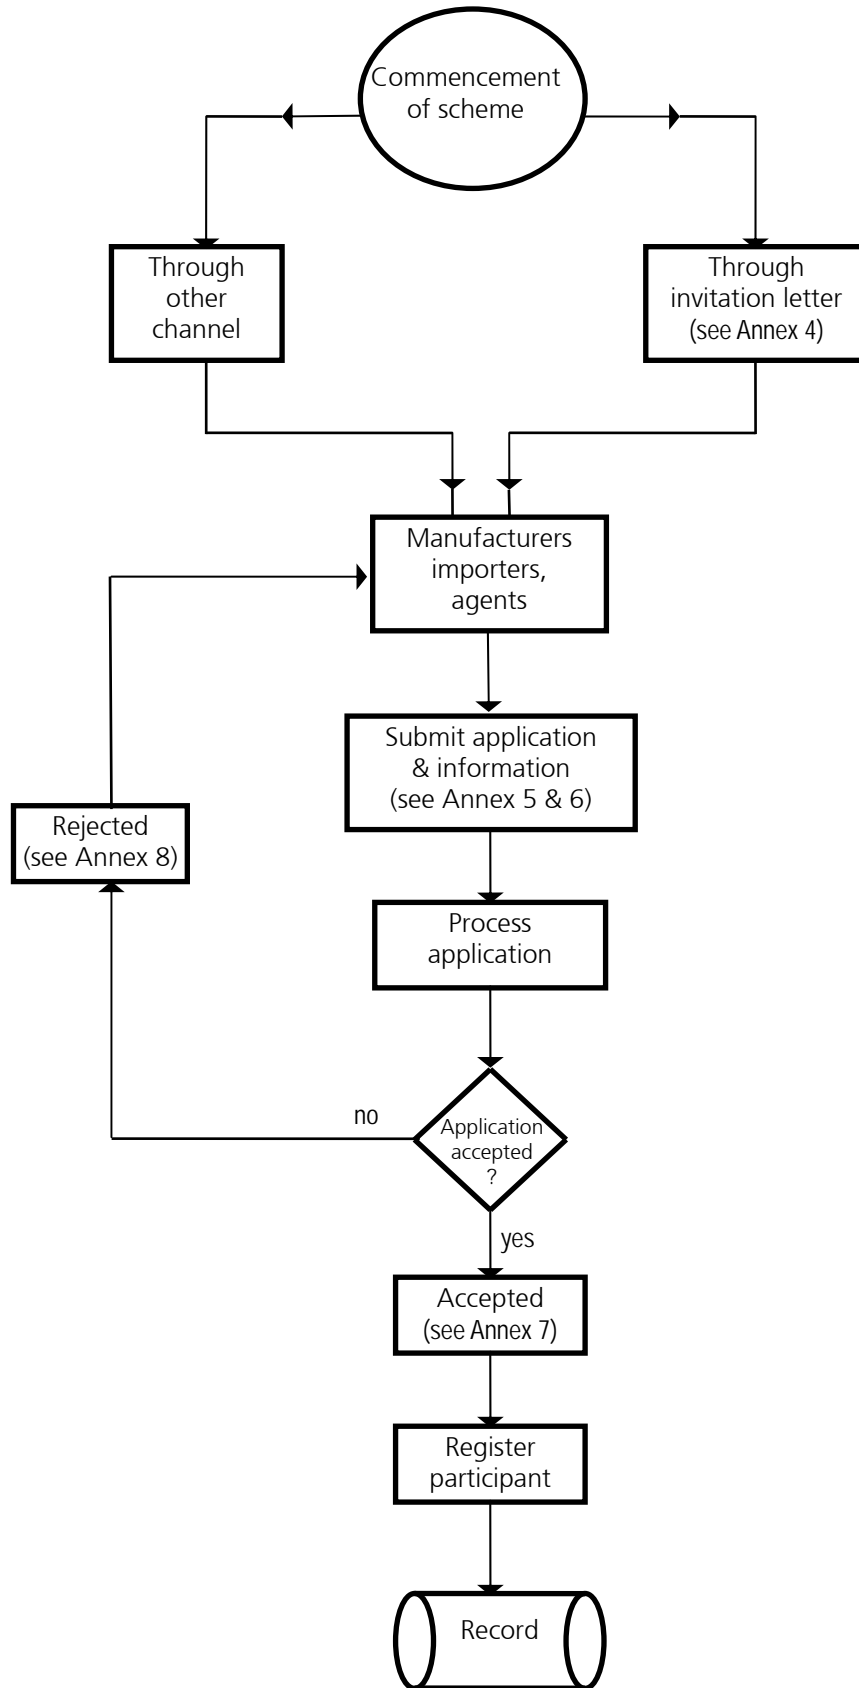 Commencement
of scheme
Through
other
channel
Through
invitation letter
(see Annex 4)
Manufacturers
importers,
agents
Submit application
& information
(see Annex 5 & 6)
Rejected
(see Annex 8)
Process
application
no
Application
accepted
?
yes
Accepted
(see Annex 7)
Register
participant
Record